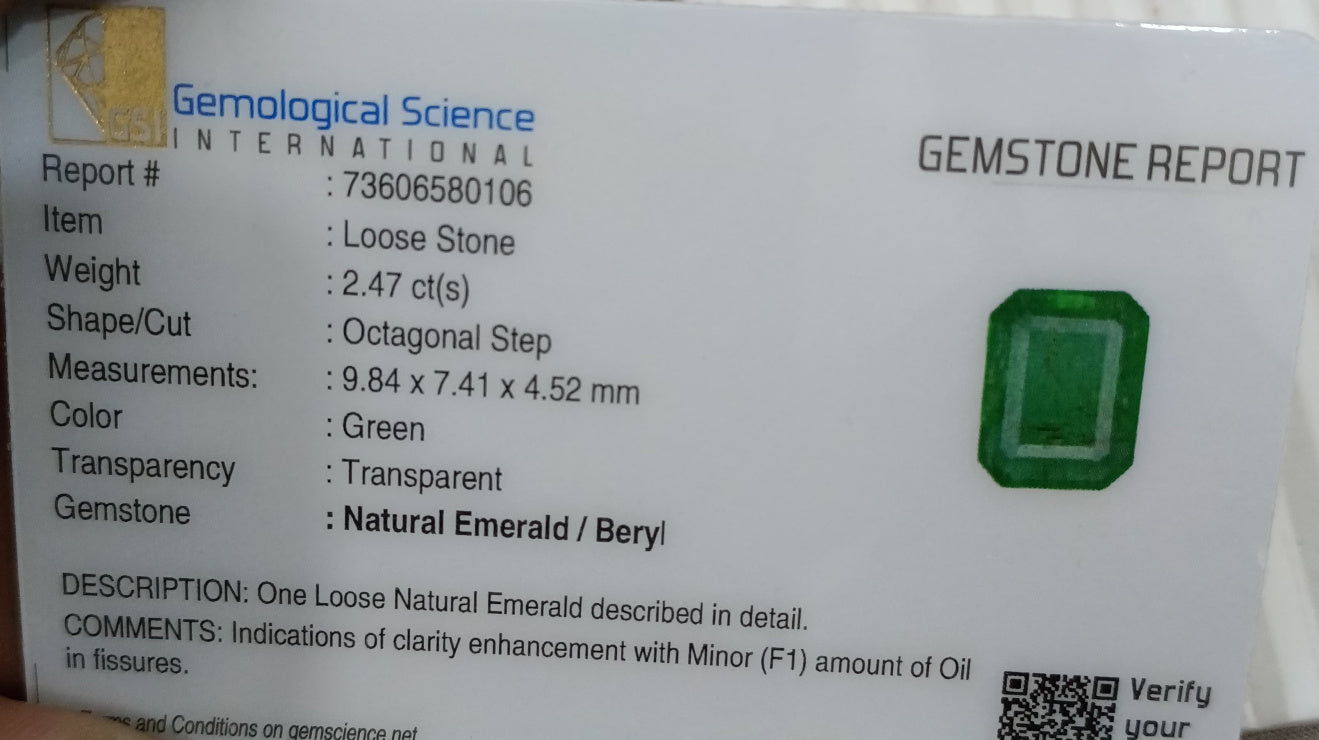 GSI
Gemological Science
INTERNATIONAL
GEMSTONE REPORT
Report # : 73606580106
Item : Loose Stone
Weight : 2.47 ct(s)
Shape/Cut : Octagonal Step
Measurements: : 9.84 x 7.41 x 4.52 mm
Color : Green
Transparency : Transparent
Gemstone : Natural Emerald / Beryl
DESCRIPTION: One Loose Natural Emerald described in detail.
COMMENTS: Indications of clarity enhancement with Minor (F1) amount of Oil
in fissures.
Verify
your
and Conditions on gemscience.net